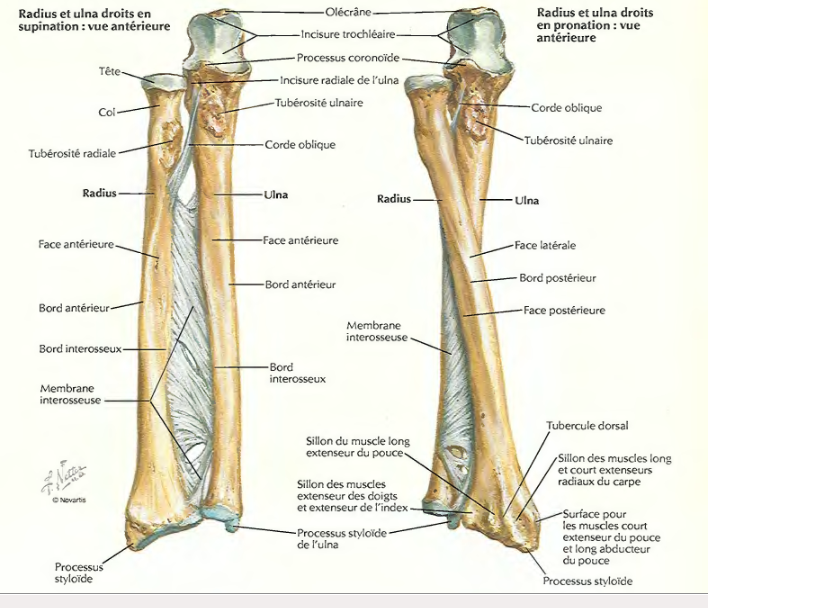 Radius et ulna droits en
supination : vue antérieure
Olécrâne
Incisure trochléaire
Processus coronoïde
Incisure radiale de l'ulna
Tubérosité ulnaire
Corde oblique
Tête
Col
Tubérosité radiale
Radius
Ulna
Face antérieure
Face antérieure
Bord antérieur
Bord antérieur
Bord interosseux
Bord
interosseux
Membrane
interosseuse
© Novartis
Processus
styloïde
Processus styloïde
de l'ulna
Radius et ulna droits
en pronation : vue
antérieure
Corde oblique
Tubérosité ulnaire
Radius
Ulna
Face latérale
Bord postérieur
Face postérieure
Membrane
interosseuse
Tubercule dorsal
Sillon du muscle long
extenseur du pouce
Sillon des muscles long
et court extenseurs
radiaux du carpe
Sillon des muscles
extenseur des doigts
et extenseur de l'index
Surface pour
les muscles court
extenseur du pouce
et long abducteur
du pouce
Processus styloïde